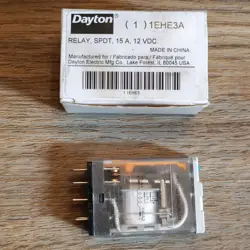 Dayton
( 1 ) 1EHE3A
RELAY, SPDT, 15 A, 12 VDC
MADE IN CHINA
Manufactured for / Fabricado para / Fabriqué pour
Dayton Electric Mfg Co., Lake Forest, IL 60045 USA